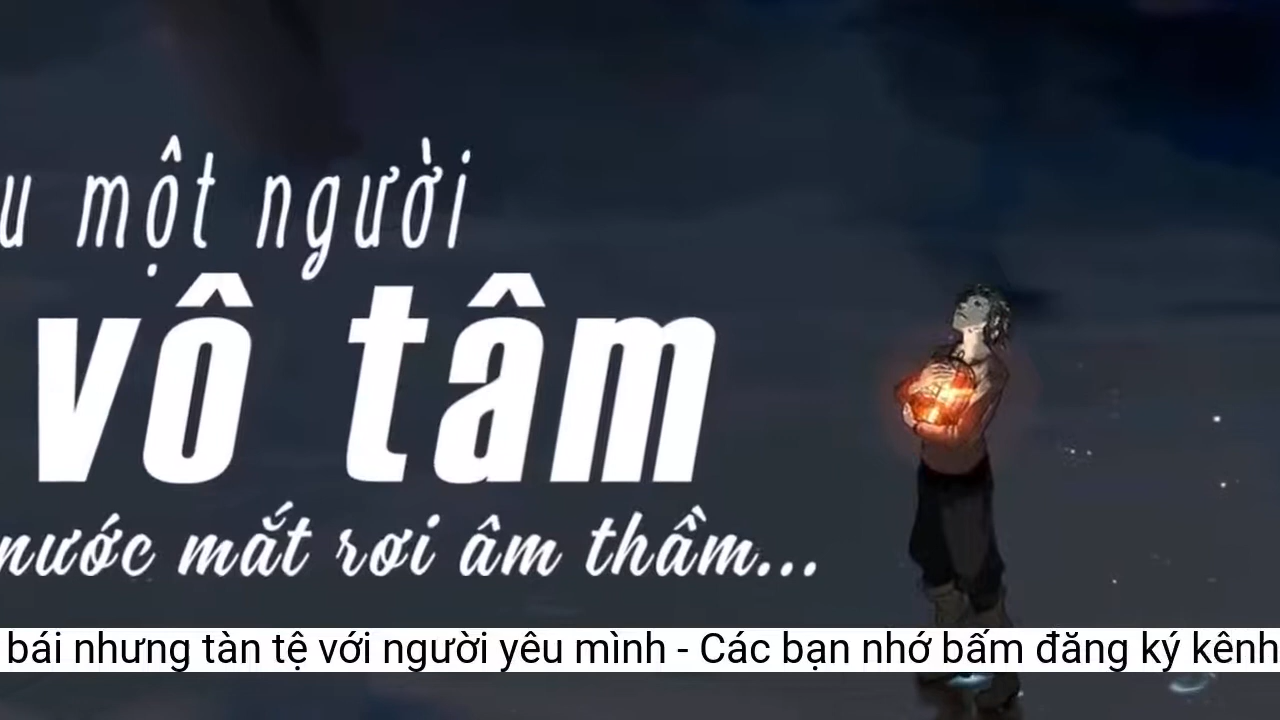 u một người
vô tâm
nước mắt rơi âm thầm...
bái nhưng tàn tệ với người yêu mình - Các bạn nhớ bấm đăng ký kênh